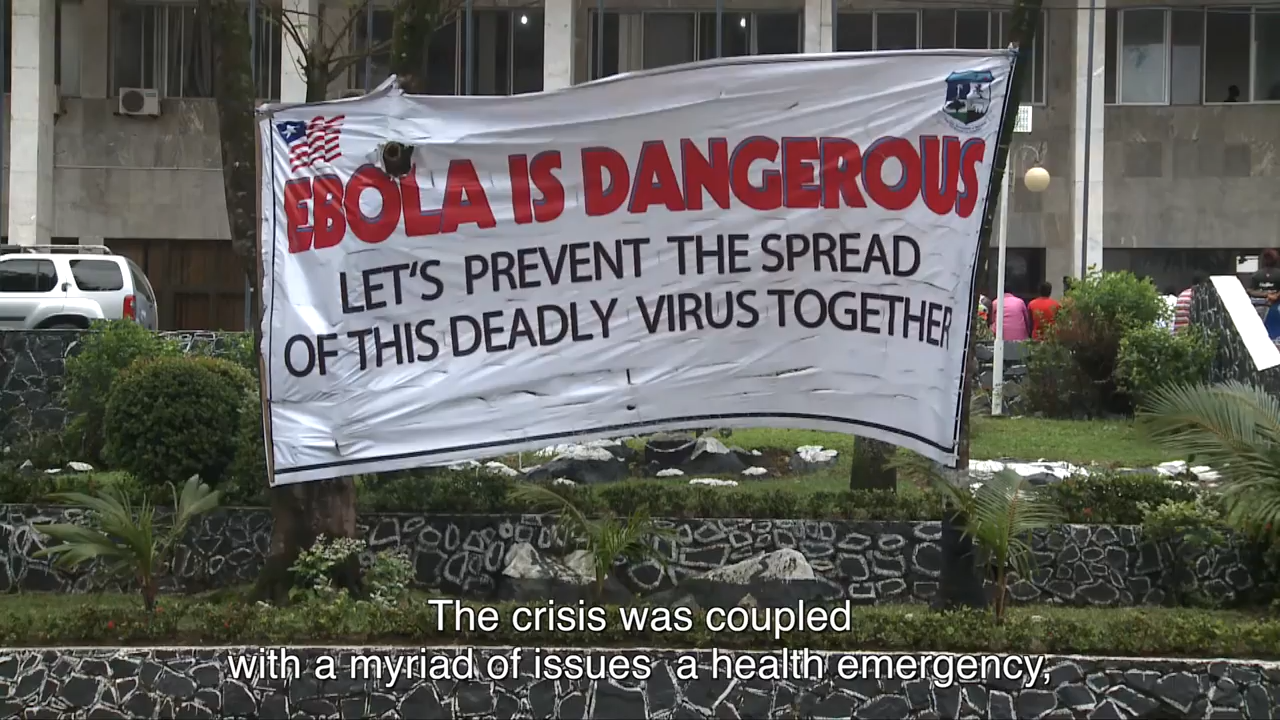 EBOLA IS DANGEROUS
LET'S PREVENT THE SPREAD
OF THIS DEADLY VIRUS TOGETHER
The crisis was coupled
with a myriad of issues a health emergency,